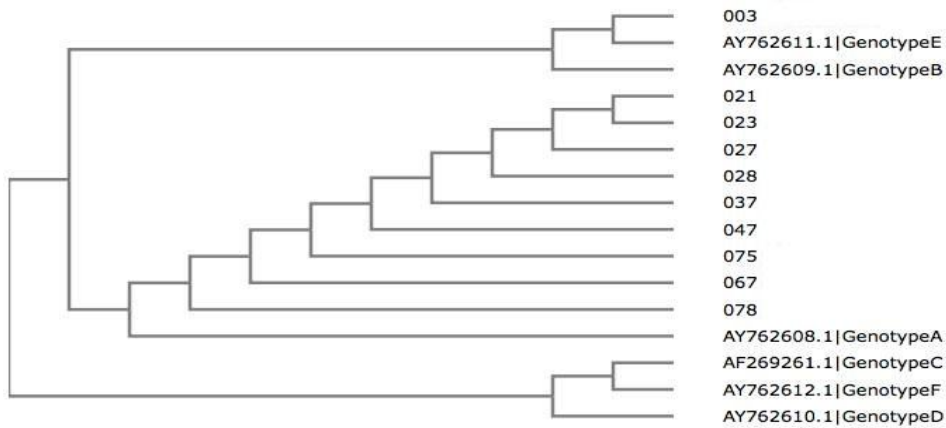 003
AY762611.1|GenotypeE
AY762609.1|GenotypeB
021
023
027
028
037
047
075
067
078
AY762608.1|GenotypeA
AF269261.1|GenotypeC
AY762612.1|GenotypeF
AY762610.1|GenotypeD